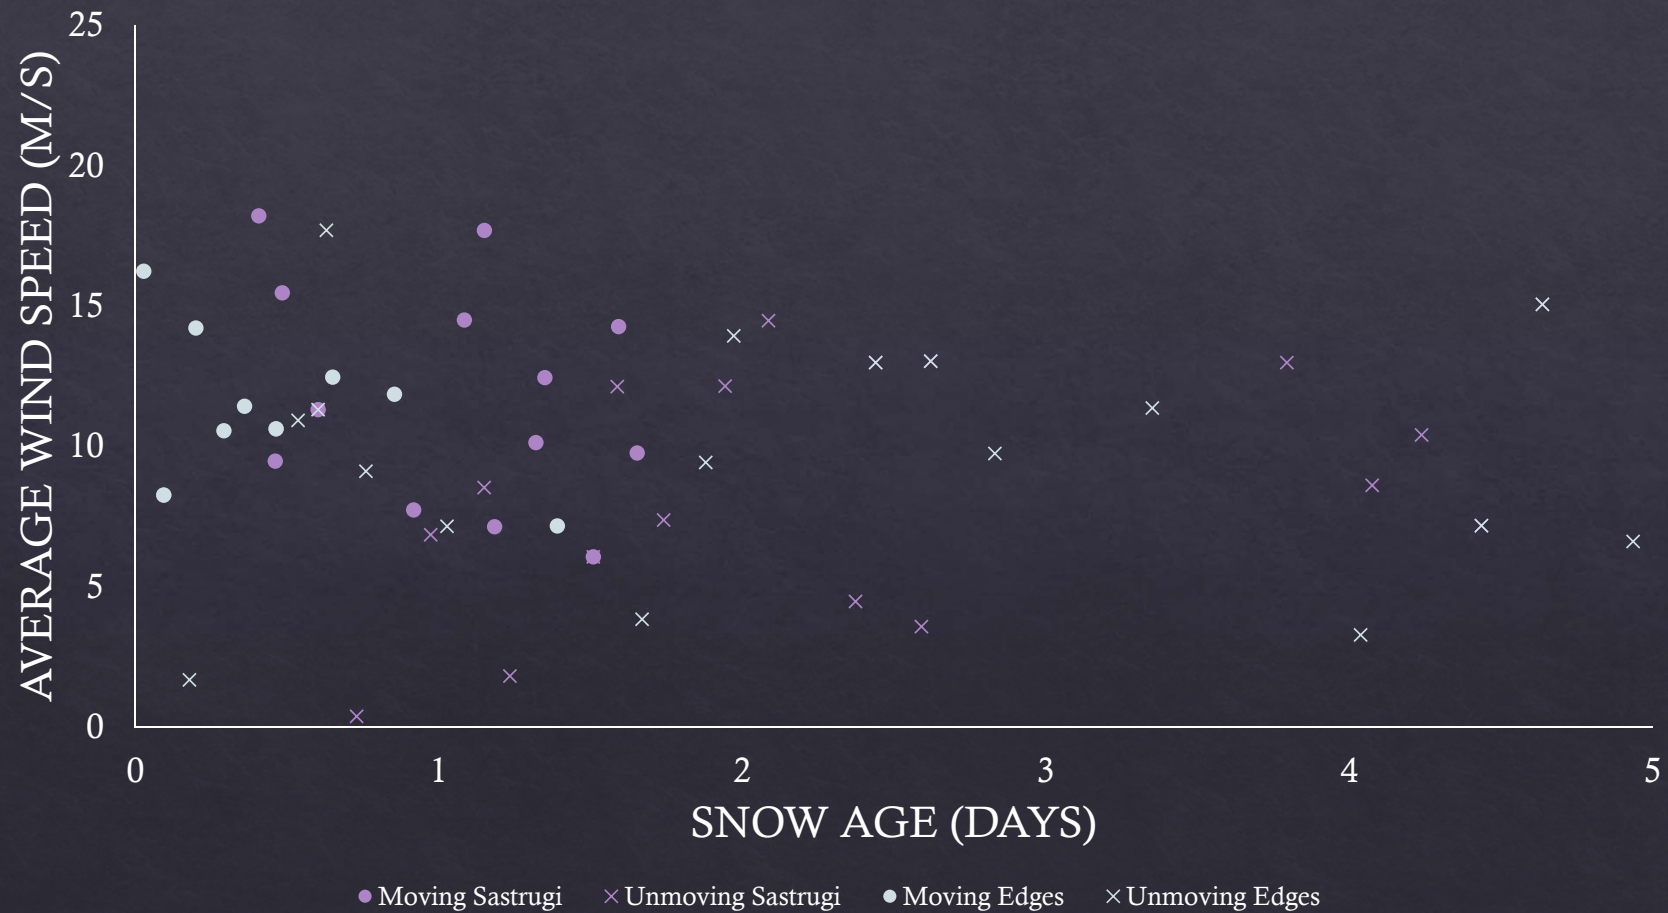 25
20
15
10
5
0
AVERAGE WIND SPEED (M/S)
0 1 2 3 4 5
SNOW AGE (DAYS)
Moving Sastrugi Unmoving Sastrugi Moving Edges Unmoving Edges